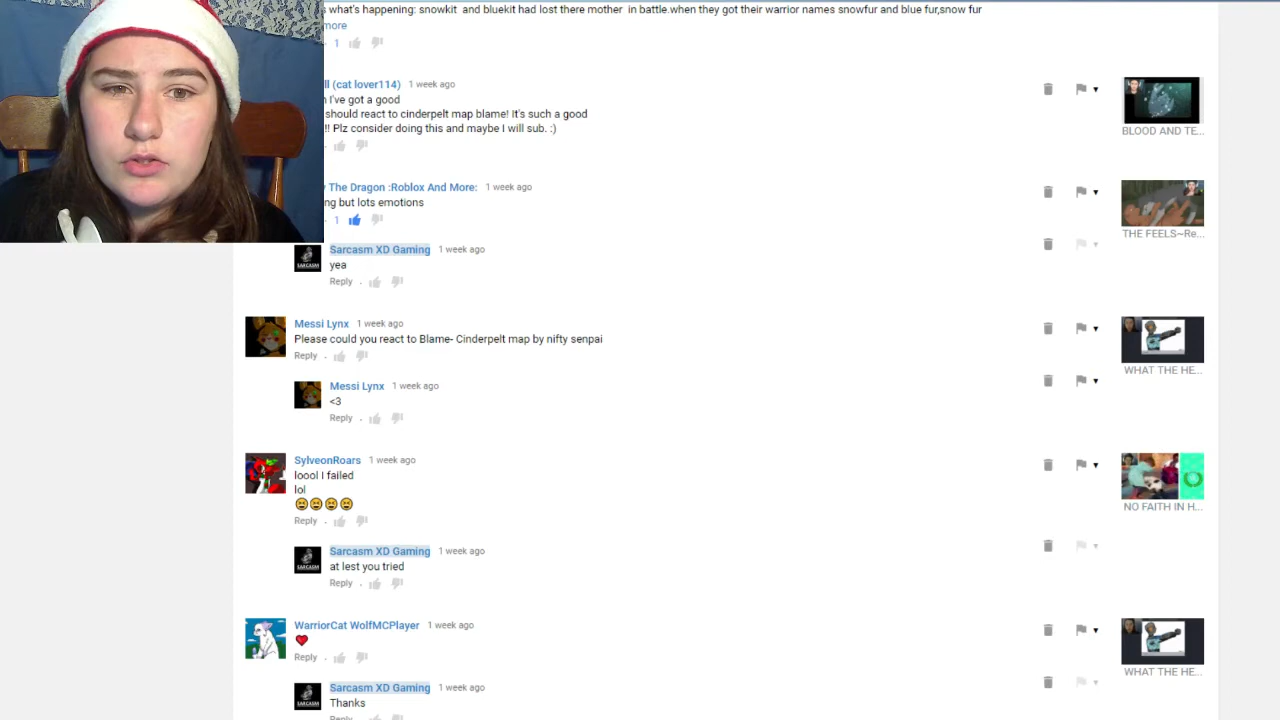 what's happening: snowkit and bluekit had lost there mother in battle.when they got their warrior names snowfur and blue fur,snow fur
more
1
ll (cat lover114) 1 week ago
I've got a good
should react to cinderpelt map blame! It's such a good
!! Plz consider doing this and maybe I will sub. :)
BLOOD AND TE...
The Dragon :Roblox And More: 1 week ago
ng but lots emotions
1
THE FEELS~Re...
Sarcasm XD Gaming 1 week ago
yea
Reply .
Messi Lynx 1 week ago
Please could you react to Blame- Cinderpelt map by nifty senpai
Reply .
WHAT THE HE...
Messi Lynx 1 week ago
<3
Reply .
SylveonRoars 1 week ago
loool I failed
lol
Reply .
NO FAITH IN H...
Sarcasm XD Gaming 1 week ago
at lest you tried
Reply .
WarriorCat WolfMCPlayer 1 week ago
Reply .
WHAT THE HE...
Sarcasm XD Gaming 1 week ago
Thanks
Reply
SARCASM
SARCASM
SARCASM